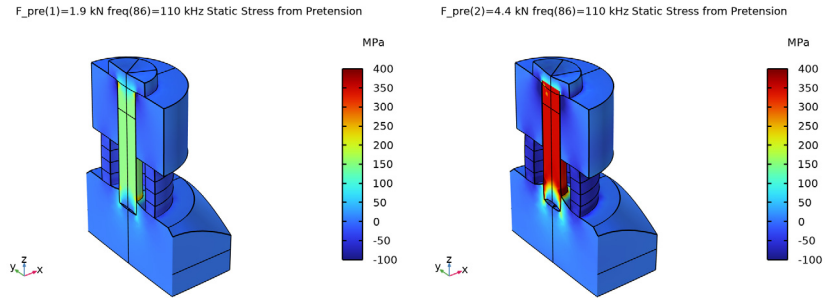 F_pre(1)=1.9 kN freq(86)=110 kHz Static Stress from Pretension
MPa
400
350
300
250
200
150
100
50
0
-50
-100
z
y
x
F_pre(2)=4.4 kN freq(86)=110 kHz Static Stress from Pretension
MPa
400
350
300
250
200
150
100
50
0
-50
-100
z
y
x